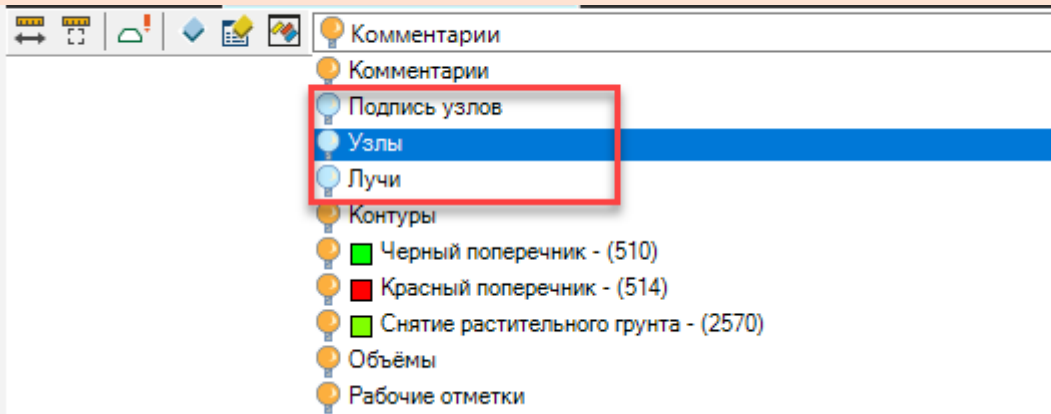 Комментарии
Комментарии
Подпись узлов
Узлы
Лучи
Контуры
Черный поперечник - (510)
Красный поперечник - (514)
Снятие растительного грунта - (2570)
Объёмы
Рабочие отметки